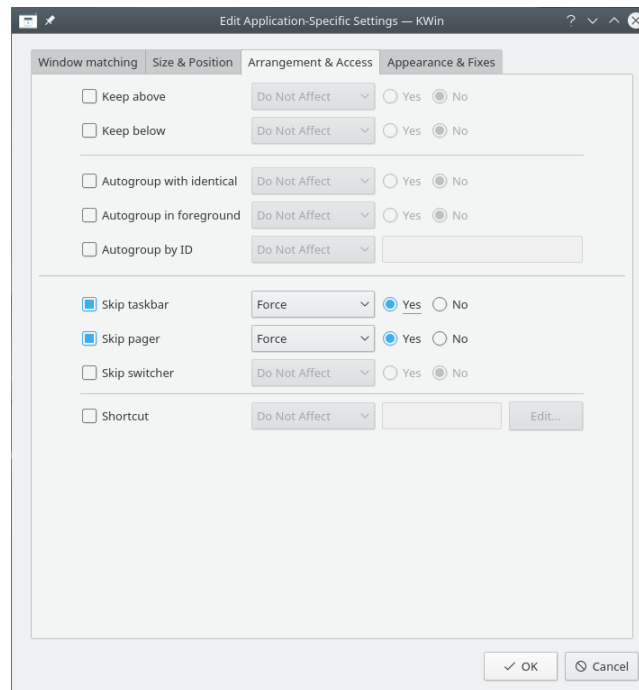 Edit Application-Specific Settings — KWin
Window matching Size & Position Arrangement & Access Appearance & Fixes
Keep above Do Not Affect Yes No
Keep below Do Not Affect Yes No
Autogroup with identical Do Not Affect Yes No
Autogroup in foreground Do Not Affect Yes No
Autogroup by ID Do Not Affect
Skip taskbar Force Yes No
Skip pager Force Yes No
Skip switcher Do Not Affect Yes No
Shortcut Do Not Affect Edit...
OK Cancel